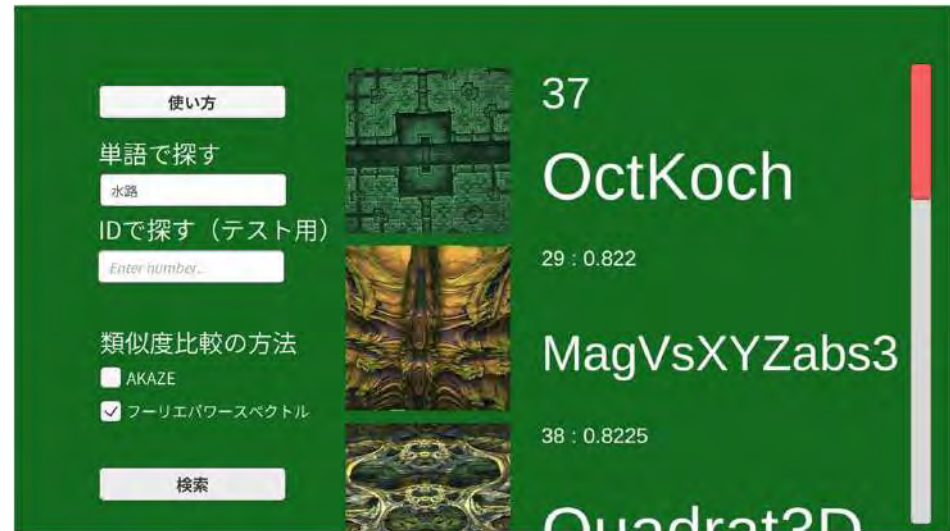 使い方
単語で探す
水路
IDで探す（テスト用）
Enter number...
類似度比較の方法
AKAZE
フーリエパワースペクトル
検索
37
OctKoch
29 : 0.822
MagVsXYZabs3
38 : 0.8225
Quadrat3D